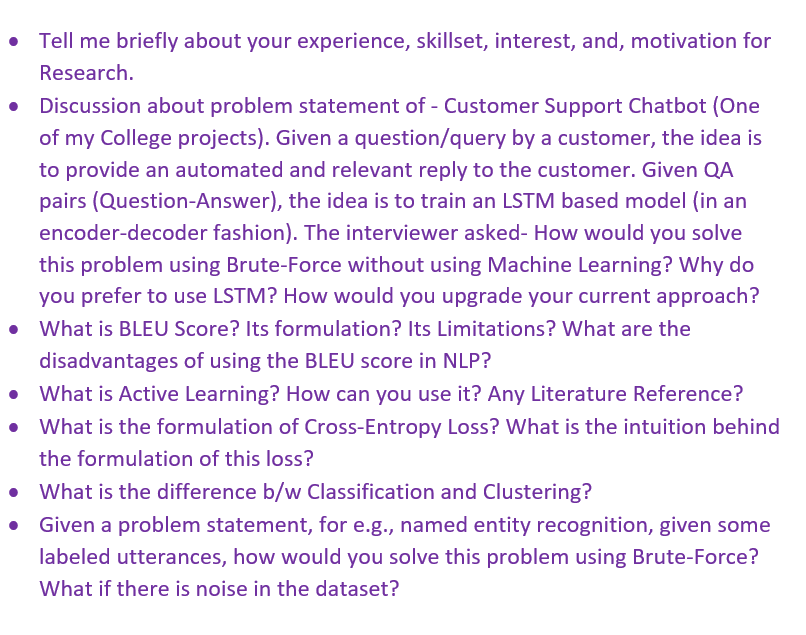 • Tell me briefly about your experience, skillset, interest, and, motivation for
Research.
• Discussion about problem statement of - Customer Support Chatbot (One
of my College projects). Given a question/query by a customer, the idea is
to provide an automated and relevant reply to the customer. Given QA
pairs (Question-Answer), the idea is to train an LSTM based model (in an
encoder-decoder fashion). The interviewer asked- How would you solve
this problem using Brute-Force without using Machine Learning? Why do
you prefer to use LSTM? How would you upgrade your current approach?
• What is BLEU Score? Its formulation? Its Limitations? What are the
disadvantages of using the BLEU score in NLP?
• What is Active Learning? How can you use it? Any Literature Reference?
• What is the formulation of Cross-Entropy Loss? What is the intuition behind
the formulation of this loss?
• What is the difference b/w Classification and Clustering?
• Given a problem statement, for e.g., named entity recognition, given some
labeled utterances, how would you solve this problem using Brute-Force?
What if there is noise in the dataset?